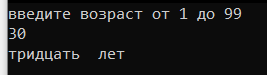 введите возраст от 1 до 99
30
тридцать  лет